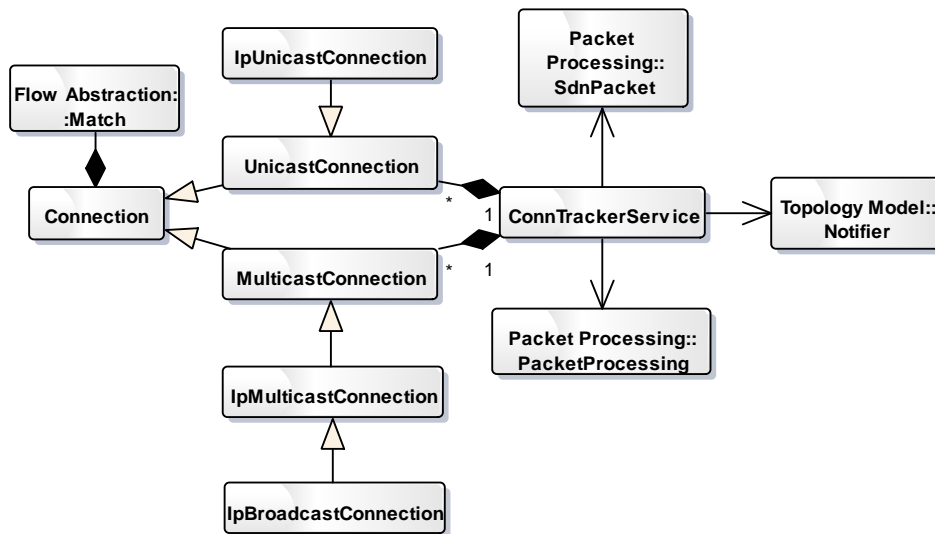 IpUnicastConnection
Packet
Processing::
SdnPacket
Flow Abstraction:
:Match
UnicastConnection
Connection
*
1
ConnTrackerService
Topology Model::
Notifier
MulticastConnection
*
1
Packet Processing::
PacketProcessing
IpMulticastConnection
IpBroadcastConnection